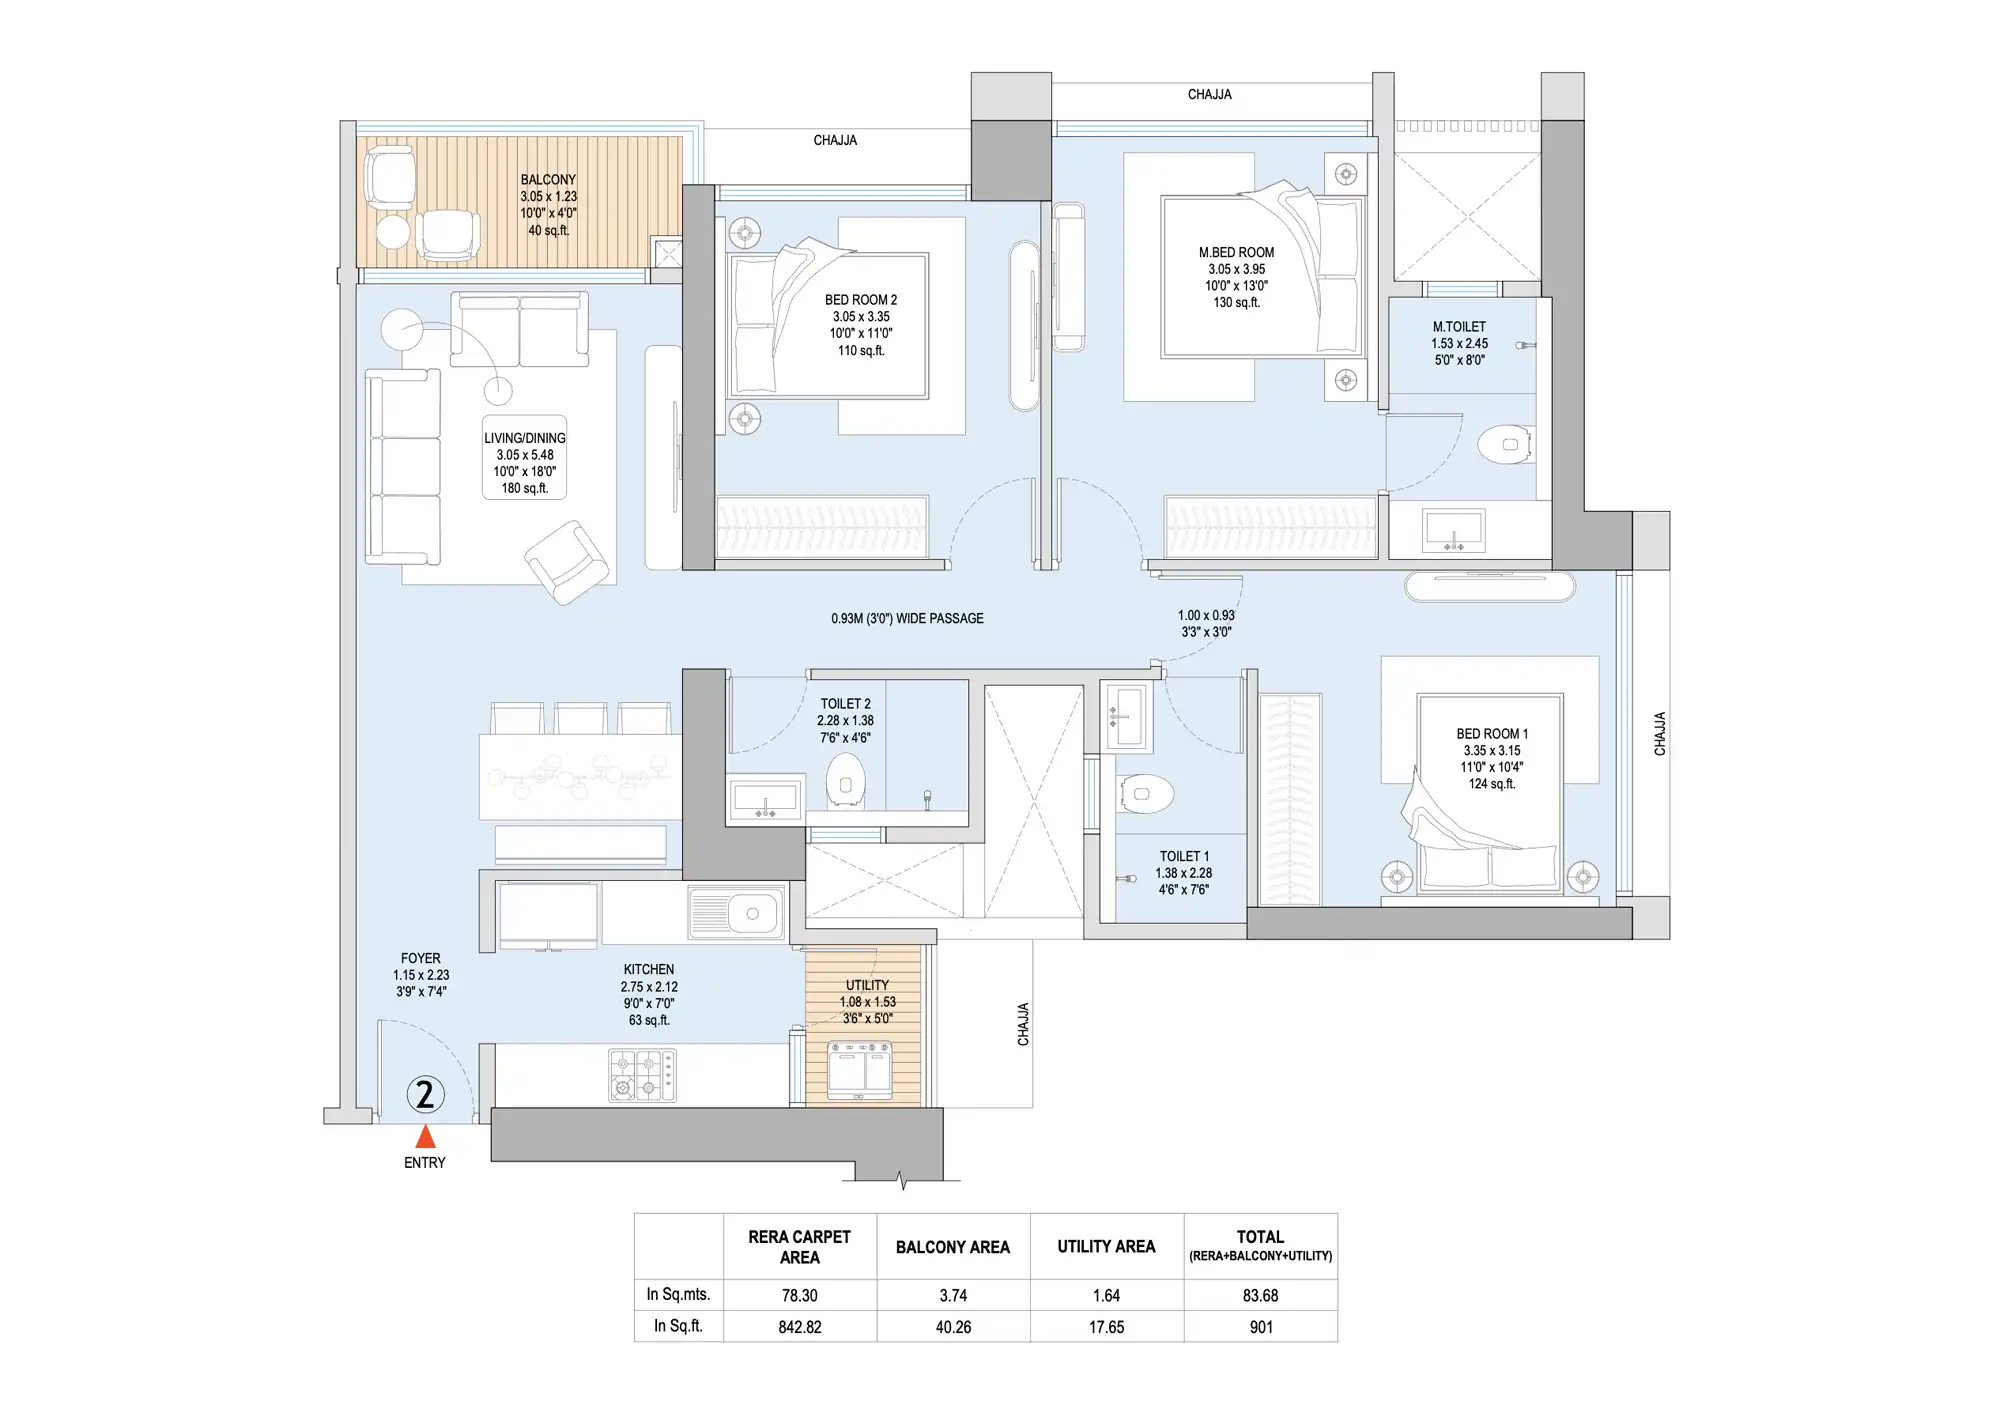 CHAJJA
CHAJJA
BALCONY
3.05 x 1.23
10'0" x 4'0"
40 sq.ft.
M.BED ROOM
3.05 x 3.95
10'0" x 13'0"
130 sq.ft.
BED ROOM 2
3.05 x 3.35
10'0" x 11'0"
110 sq.ft.
M.TOILET
1.53 x 2.45
5'0" x 8'0"
LIVING/DINING
3.05 x 5.48
10'0" x 18'0"
180 sq.ft.
0.93M (3'0") WIDE PASSAGE
1.00 x 0.93
3'3" x 3'0"
TOILET 2
2.28 x 1.38
7'6" x 4'6"
BED ROOM 1
3.35 x 3.15
11'0" x 10'4"
124 sq.ft.
CHAJJA
TOILET 1
1.38 x 2.28
4'6" x 7'6"
FOYER
1.15 x 2.23
3'9" x 7'4"
KITCHEN
2.75 x 2.12
9'0" x 7'0"
63 sq.ft.
UTILITY
1.08 x 1.53
3'6" x 5'0"
CHAJJA
2
ENTRY
RERA CARPET AREA BALCONY AREA UTILITY AREA TOTAL (RERA+BALCONY+UTILITY)
In Sq.mts. 78.30 3.74 1.64 83.68
In Sq.ft. 842.82 40.26 17.65 901